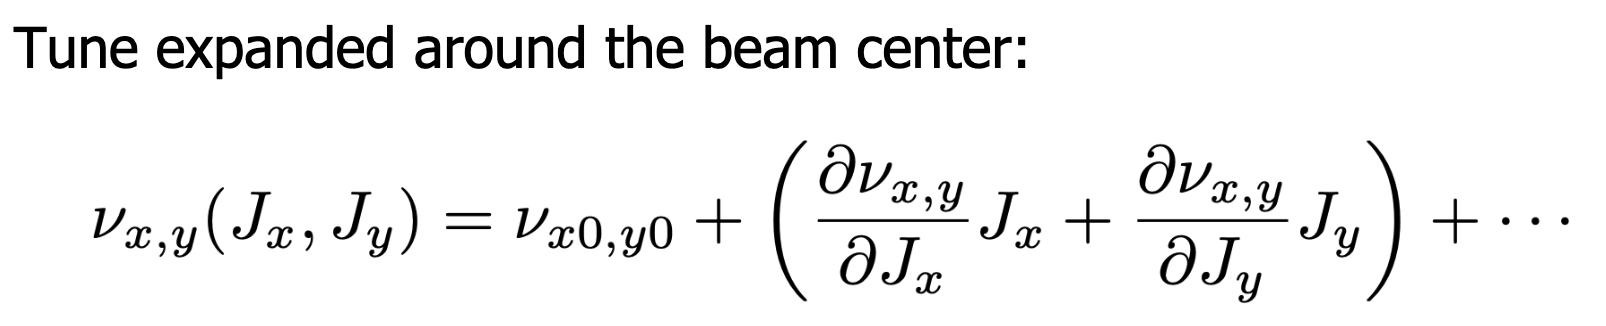 Tune expanded around the beam center:
ν_{x,y}(J_x, J_y) = ν_{x0,y0} + (∂ν_{x,y}/∂J_x J_x + ∂ν_{x,y}/∂J_y J_y) + ⋯